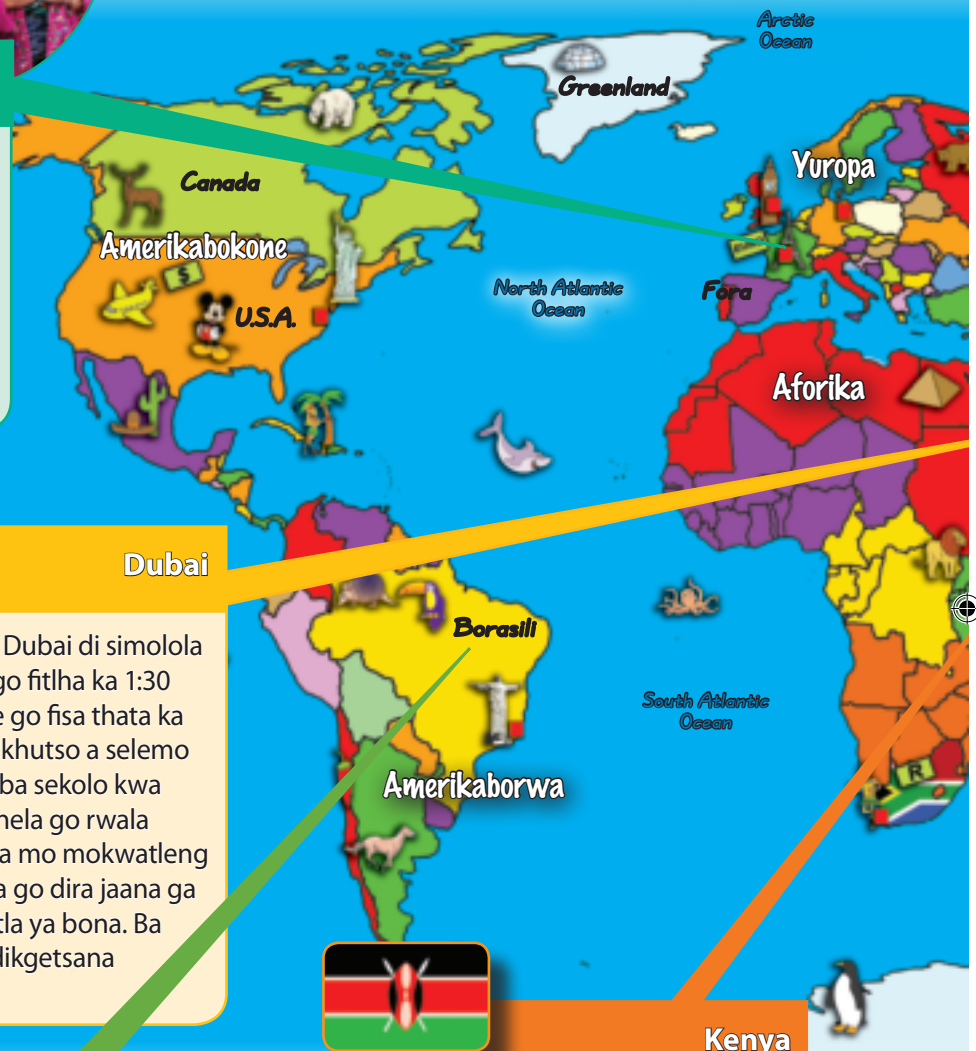 Arctic
Ocean
Greenland
Yuropa
Canada
Amerikabokone
$
North Atlantic
Ocean
Fora
U.S.A.
Aforika
Dubai
Dubai di simolola
go fitlha ka 1:30
e go fisa thata ka
khutso a selemo
ba sekolo kwa
nela go rwala
a mo mokwatleng
a go dira jaana ga
tla ya bona. Ba
dikgetsana
Borasili
South Atlantic
Ocean
R
Amerikaborwa
Kenya